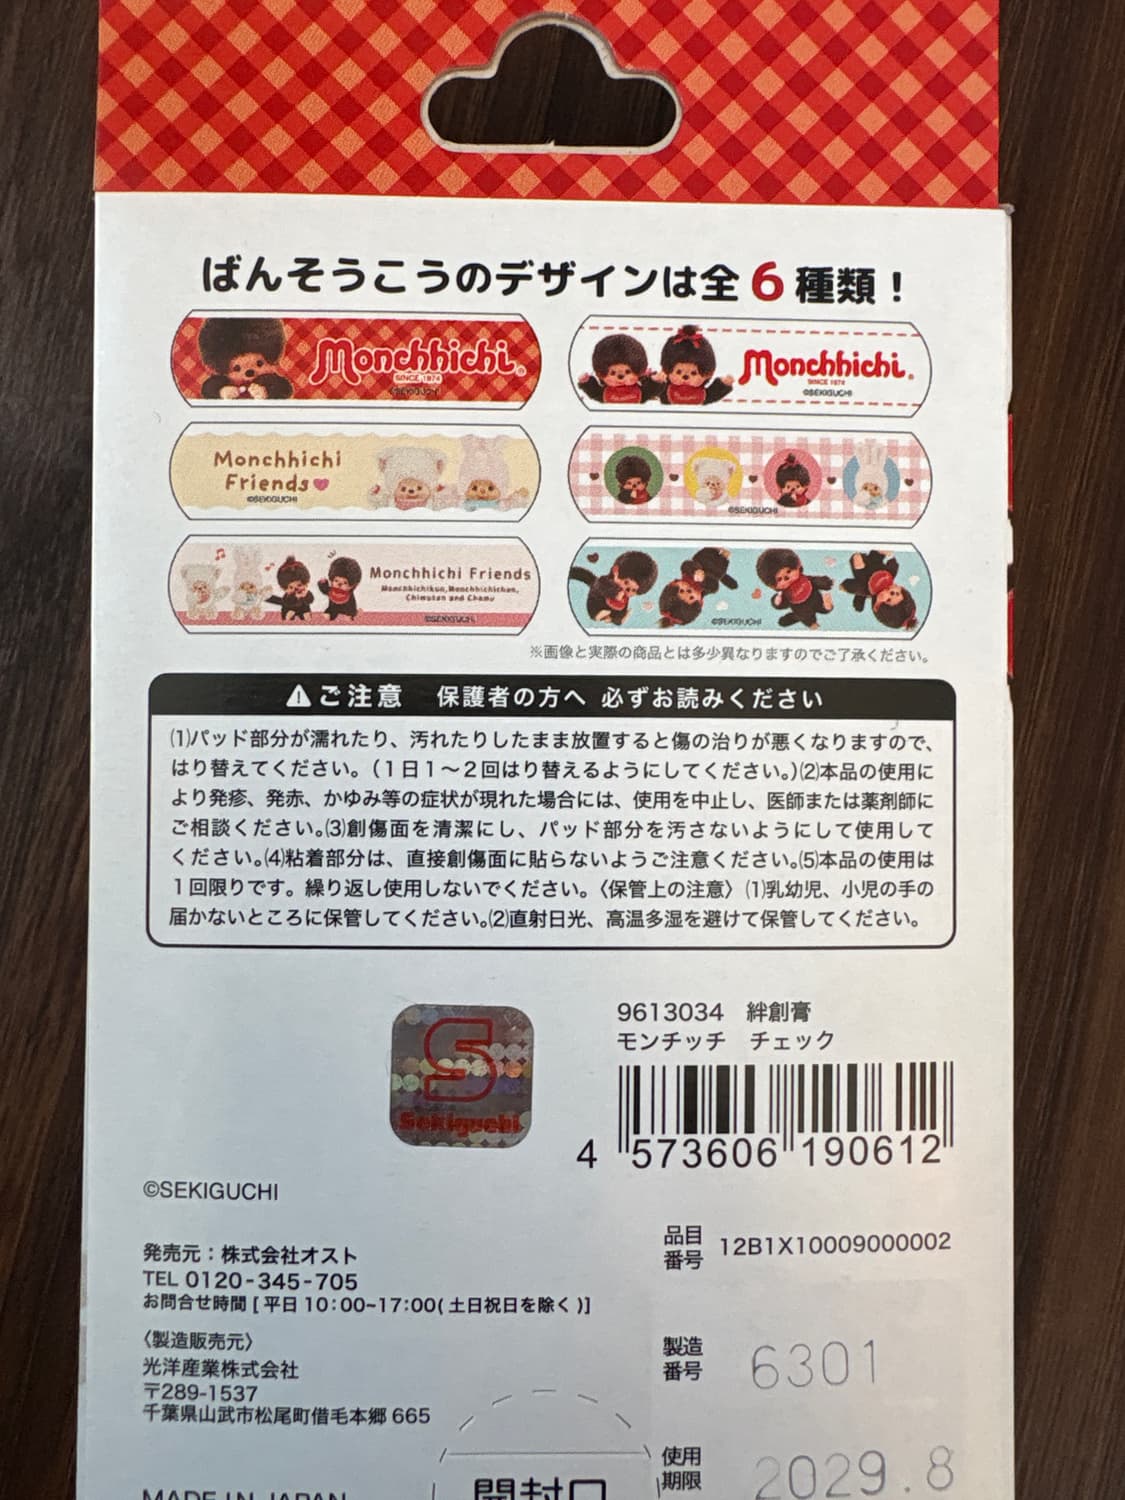 ばんそうこうのデザインは全6種類！
Monchhichi®
SINCE 1974
©SEKIGUCHI
Monchhichi®
SINCE 1974
©SEKIGUCHI
Monchhichi
Friends
©SEKIGUCHI
©SEKIGUCHI
Monchhichi Friends
Monchhichikun, Monchhichichan,
Chimutan and Chamu
©SEKIGUCHI
©SEKIGUCHI
※画像と実際の商品とは多少異なりますのでご了承ください。
⚠ご注意 保護者の方へ 必ずお読みください
⑴パッド部分が濡れたり、汚れたりしたまま放置すると傷の治りが悪くなりますので、
はり替えてください。（1日1～2回はり替えるようにしてください。）⑵本品の使用に
より発疹、発赤、かゆみ等の症状が現れた場合には、使用を中止し、医師または薬剤師に
ご相談ください。⑶創傷面を清潔にし、パッド部分を汚さないようにして使用して
ください。⑷粘着部分は、直接創傷面に貼らないようご注意ください。⑸本品の使用は
1回限りです。繰り返し使用しないでください。〈保管上の注意〉⑴乳幼児、小児の手の
届かないところに保管してください。⑵直射日光、高温多湿を避けて保管してください。
9613034 絆創膏
モンチッチ チェック
S
Sekiguchi
4 573606 190612
©SEKIGUCHI
発売元：株式会社オスト
TEL 0120-345-705
お問合せ時間 [ 平日 10：00~17:00( 土日祝日を除く )]
〈製造販売元〉
光洋産業株式会社
〒289-1537
千葉県山武市松尾町借毛本郷 665
MADE IN JAPAN
品目
番号 12B1X10009000002
製造
番号 6301
使用
期限 2029.8
開封口